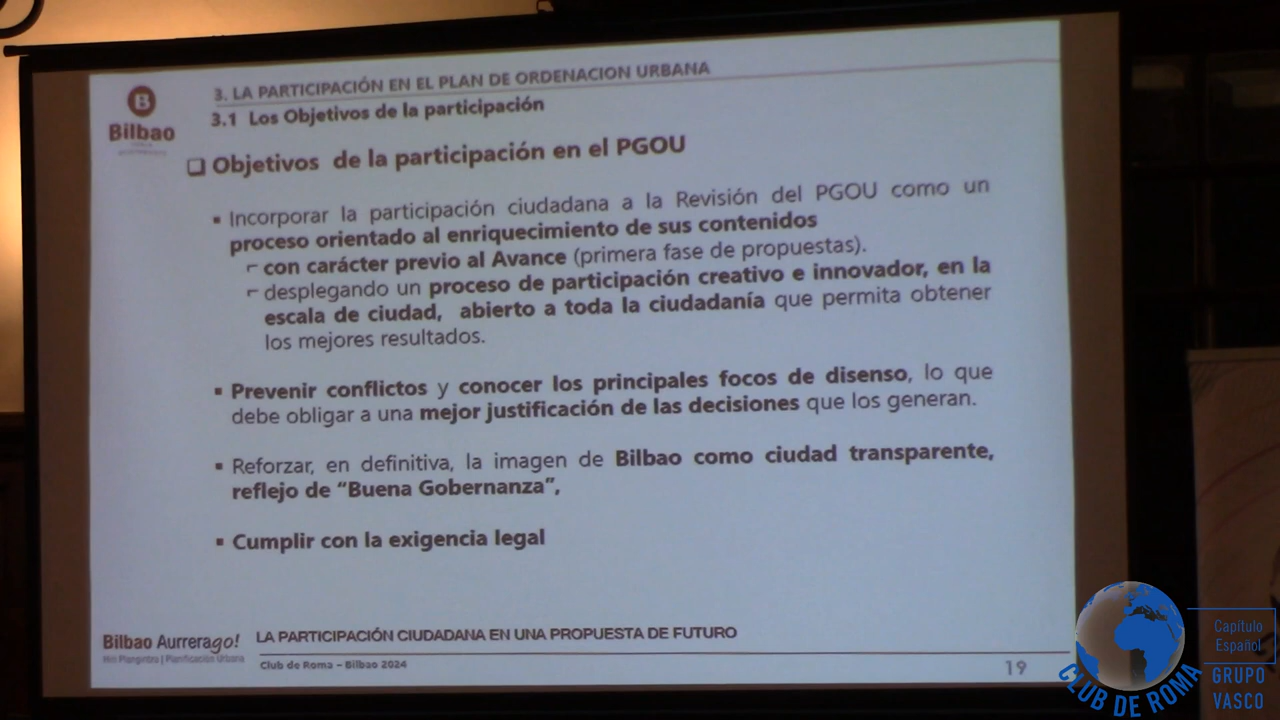 3. LA PARTICIPACIÓN EN EL PLAN DE ORDENACION URBANA
3.1 Los Objetivos de la participación
B
Bilbao
❑ Objetivos de la participación en el PGOU
▪ Incorporar la participación ciudadana a la Revisión del PGOU como un
proceso orientado al enriquecimiento de sus contenidos
⌐ con carácter previo al Avance (primera fase de propuestas).
⌐ desplegando un proceso de participación creativo e innovador, en la
escala de ciudad, abierto a toda la ciudadanía que permita obtener
los mejores resultados.
▪ Prevenir conflictos y conocer los principales focos de disenso, lo que
debe obligar a una mejor justificación de las decisiones que los generan.
▪ Reforzar, en definitiva, la imagen de Bilbao como ciudad transparente,
reflejo de “Buena Gobernanza”,
▪ Cumplir con la exigencia legal
Bilbao Aurrerago!
Hiri Plangintza | Planificación Urbana
LA PARTICIPACIÓN CIUDADANA EN UNA PROPUESTA DE FUTURO
Club de Roma – Bilbao 2024
19
CLUB DE ROMA
Capítulo
Español
GRUPO
VASCO